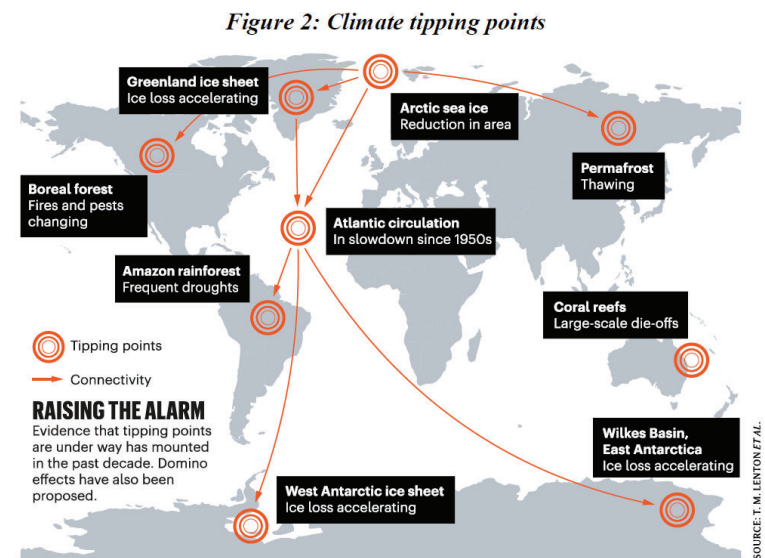 Figure 2: Climate tipping points
Greenland ice sheet
Ice loss accelerating
Arctic sea ice
Reduction in area
Permafrost
Thawing
Boreal forest
Fires and pests
changing
Atlantic circulation
In slowdown since 1950s
Amazon rainforest
Frequent droughts
Coral reefs
Large-scale die-offs
Tipping points
Connectivity
RAISING THE ALARM
Evidence that tipping points
are under way has mounted
in the past decade. Domino
effects have also been
proposed.
Wilkes Basin,
East Antarctica
Ice loss accelerating
West Antarctic ice sheet
Ice loss accelerating
SOURCE: T. M. LENTON ET AL.